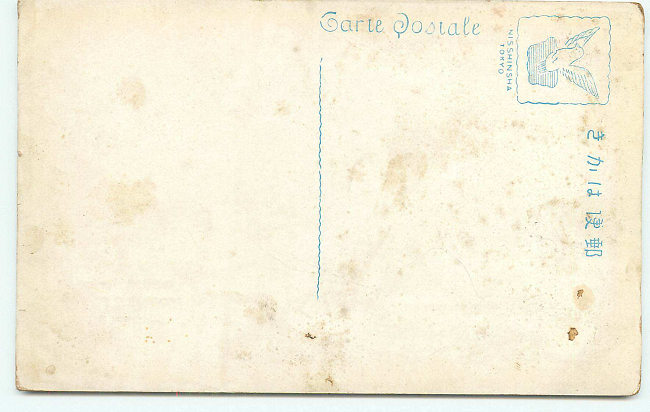 Carte Postale
NISSHINSHA
TOKYO
郵便はかき